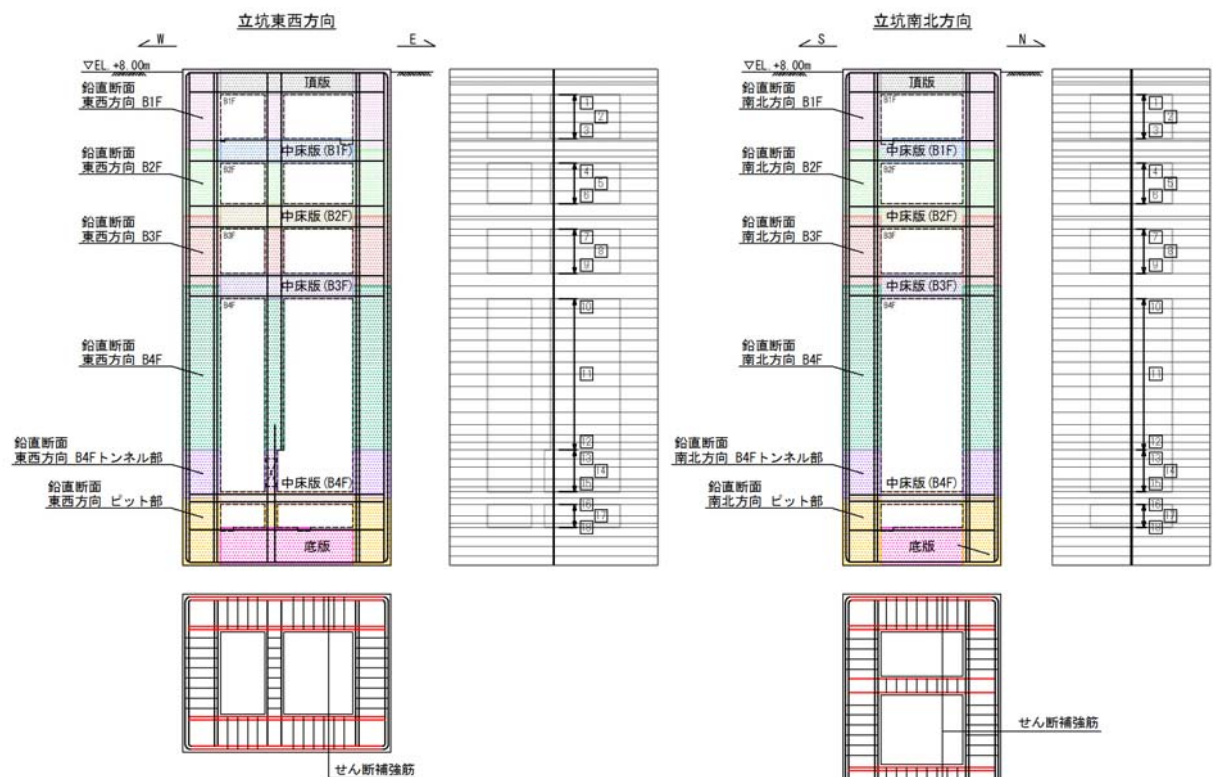 立坑東西方向
W
E
▽EL.+8.00m
頂版
鉛直断面
東西方向 B1F
B1F
中床版(B1F)
鉛直断面
東西方向 B2F
B2F
中床版(B2F)
鉛直断面
東西方向 B3F
B3F
中床版(B3F)
B4F
鉛直断面
東西方向 B4F
鉛直断面
東西方向 B4Fトンネル部
中床版(B4F)
鉛直断面
東西方向 ピット部
底版
せん断補強筋
1
2
3
4
5
6
7
8
9
10
11
12
13
14
15
16
17
18
立坑南北方向
S
N
▽EL.+8.00m
頂版
鉛直断面
南北方向 B1F
B1F
中床版(B1F)
鉛直断面
南北方向 B2F
B2F
中床版(B2F)
鉛直断面
南北方向 B3F
B3F
中床版(B3F)
B4F
鉛直断面
南北方向 B4F
鉛直断面
南北方向 B4Fトンネル部
中床版(B4F)
鉛直断面
南北方向 ピット部
底版
せん断補強筋
1
2
3
4
5
6
7
8
9
10
11
12
13
14
15
16
17
18